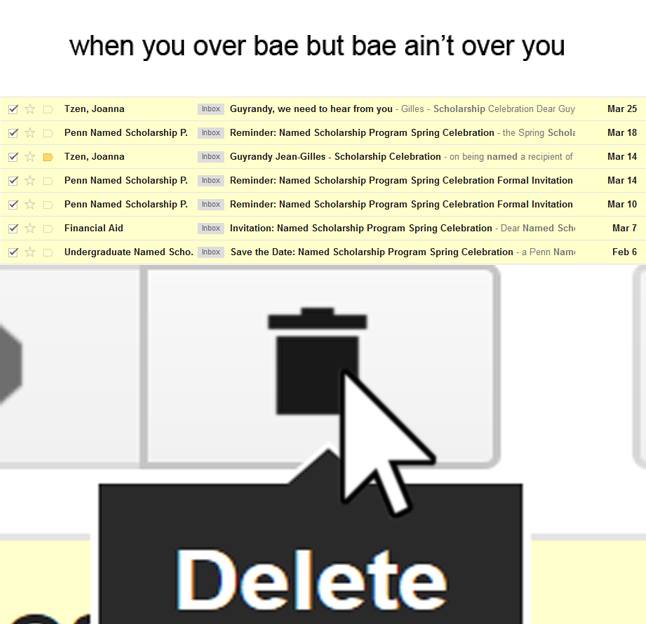 when you over bae but bae ain't over you
Tzen, Joanna Inbox Guyrandy, we need to hear from you - Gilles - Scholarship Celebration Dear Guy Mar 25
Penn Named Scholarship P. Inbox Reminder: Named Scholarship Program Spring Celebration - the Spring Schola Mar 18
Tzen, Joanna Inbox Guyrandy Jean-Gilles - Scholarship Celebration - on being named a recipient of Mar 14
Penn Named Scholarship P. Inbox Reminder: Named Scholarship Program Spring Celebration Formal Invitation Mar 14
Penn Named Scholarship P. Inbox Reminder: Named Scholarship Program Spring Celebration Formal Invitation Mar 10
Financial Aid Inbox Invitation: Named Scholarship Program Spring Celebration - Dear Named Sch Mar 7
Undergraduate Named Scho. Inbox Save the Date: Named Scholarship Program Spring Celebration - a Penn Nam Feb 6
Delete